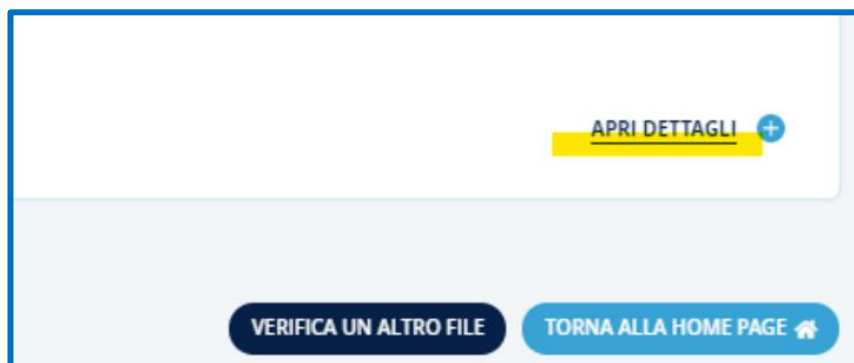 APRI DETTAGLI
VERIFICA UN ALTRO FILE
TORNA ALLA HOME PAGE